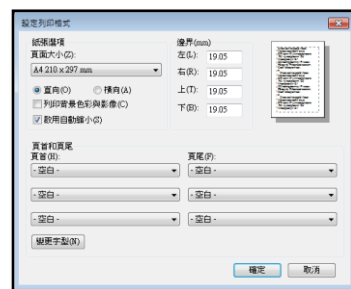 設定列印格式
紙張選項
頁面大小(Z):
A4 210 x 297 mm
直向(O) 橫向(A)
列印背景色彩與影像(C)
啟用自動縮小(Z)
邊界(mm)
左(L): 19.05
右(R): 19.05
上(T): 19.05
下(B): 19.05
頁首和頁尾
頁首(H): 頁尾(F):
- 空白 - - 空白 -
- 空白 - - 空白 -
- 空白 - - 空白 -
變更字型(N)
確定 取消